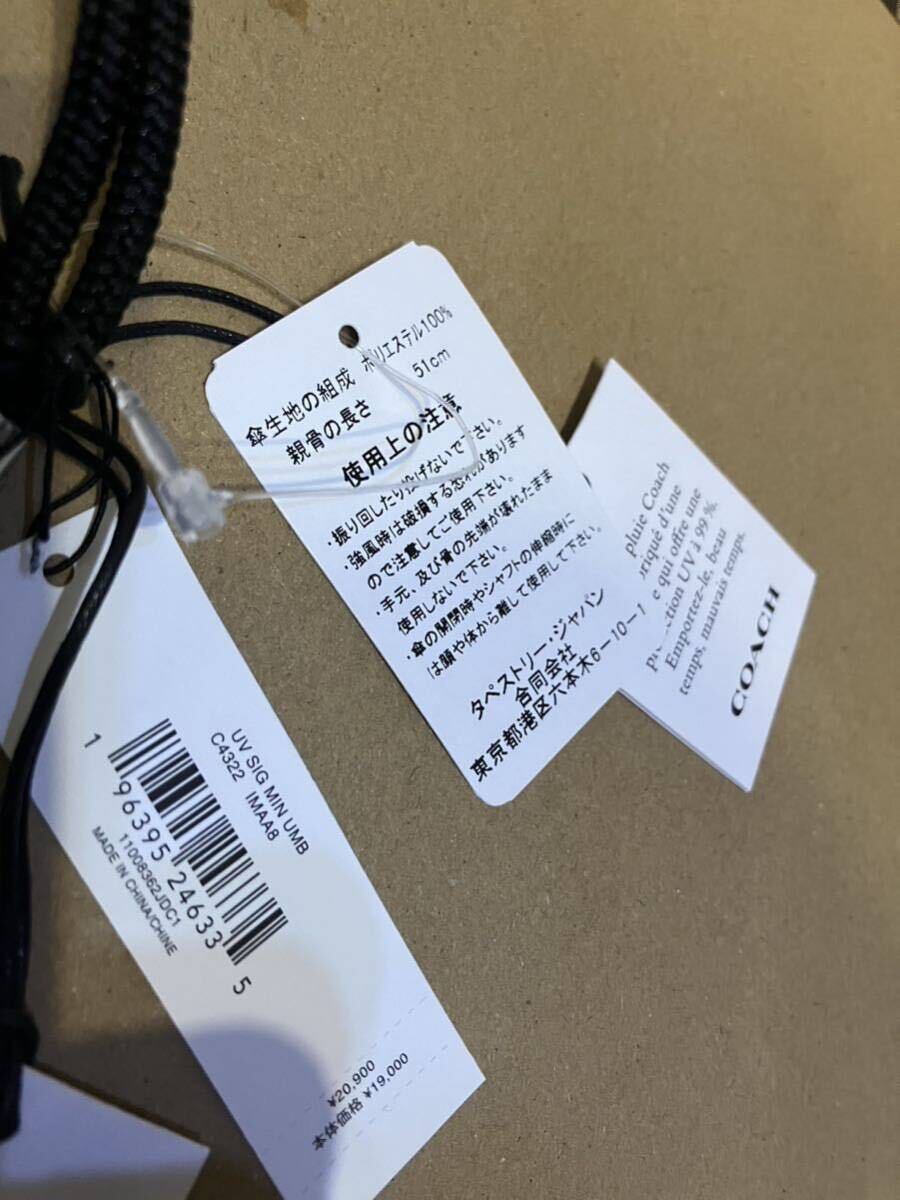 傘生地の組成 ポリエステル100%
親骨の長さ 51cm
使用上の注意
・振り回したり投げないで下さい。
・強風時は破損する恐れがあります
ので注意してご使用下さい。
・手元、及び骨の先端が壊れたまま
使用しないで下さい。
・傘の開閉時やシャフトの伸縮時に
は顔や体から離して使用して下さい。
タペストリー・ジャパン
合同会社
東京都港区六本木6-10-1
pluie Coach
d'une
e qui offre une
UV à 99 %.
Emportez-le, beau
temps, mauvais temps.
COACH
UV SIG MIN UMB
C4322 IMAA8
1 96395 24633 5
11008362JDC1
MADE IN CHINA/CHINE
¥20,900
本体価格 ¥19,000